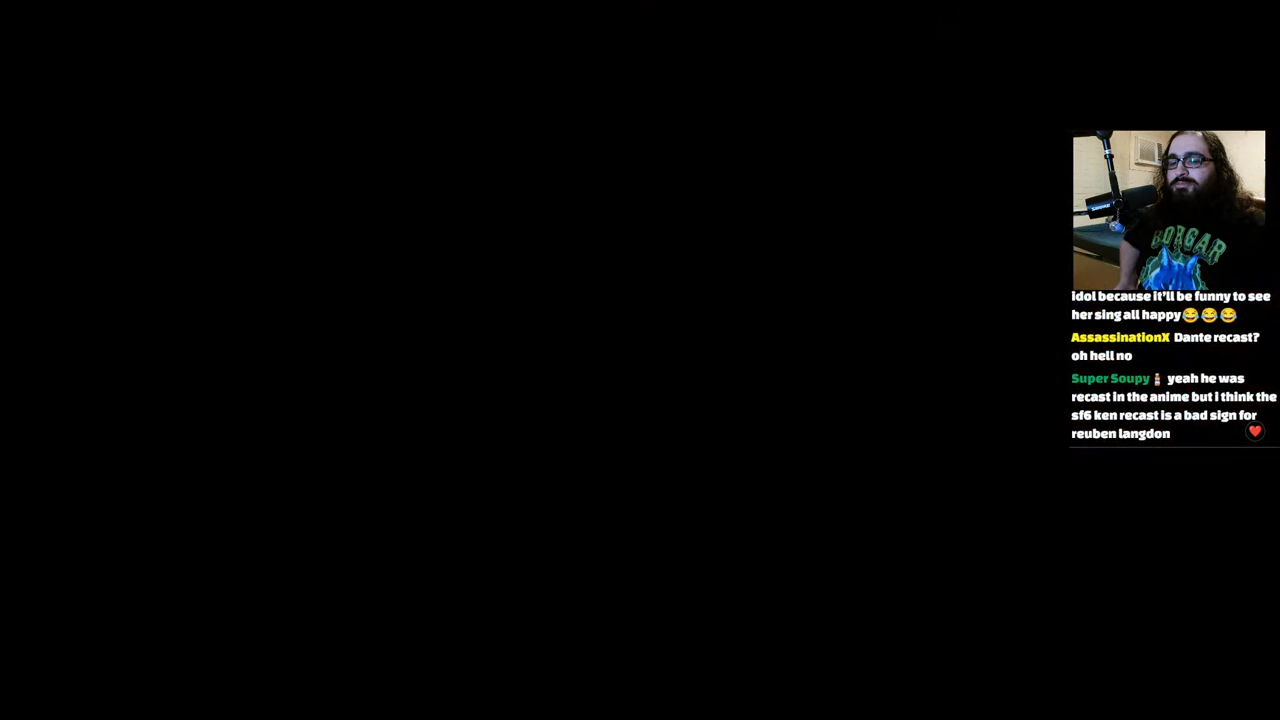 SHURE
BORGAR
idol because it'll be funny to see
her sing all happy😂😂😂
AssassinationX Dante recast?
oh hell no
Super Soupy yeah he was
recast in the anime but i think the
sf6 ken recast is a bad sign for
reuben langdon